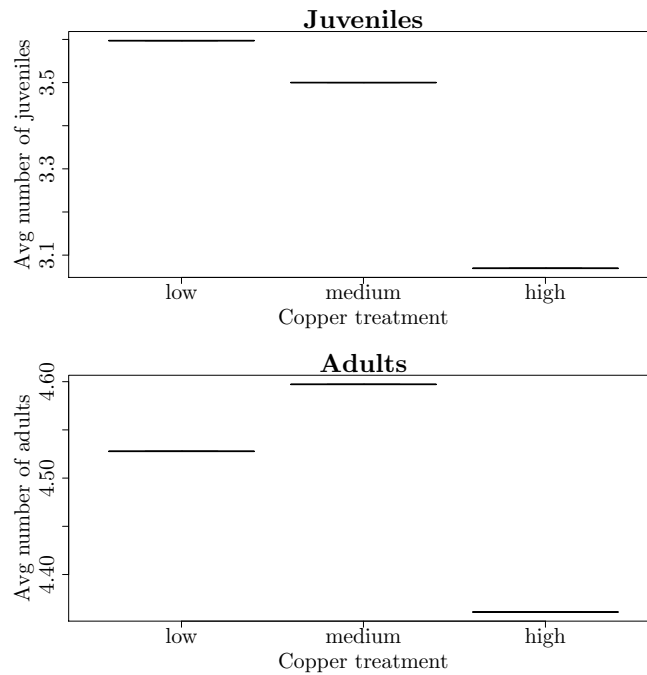 Juveniles
Avg number of juveniles
3.5
3.3
3.1
low medium high
Copper treatment
Adults
Avg number of adults
4.60
4.50
4.40
low medium high
Copper treatment